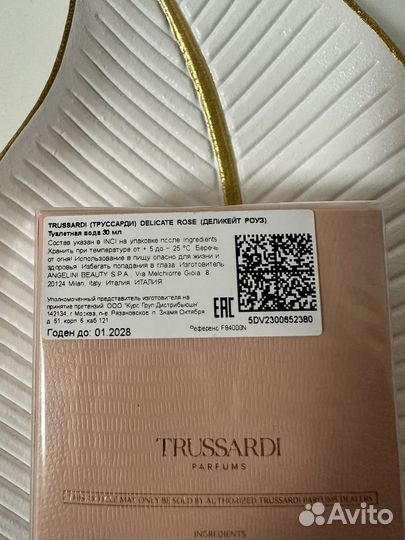 TRUSSARDI (ТРУССАРДИ) DELICATE ROSE (ДЕЛИКЕЙТ РОУЗ)
Туалетная вода 30 мл
Состав указан в INCI на упаковке после Ingredients
Хранить при температуре от + 5 до – 25 °C. Беречь
от огня! Использование в пищу опасно для жизни и
здоровья. Избегать попадания в глаза. Изготовитель
ANGELINI BEAUTY S.P.A. Via Melchiorre Gioia 8
20124 Milan, Italy. Италия. ИТАЛИЯ
Уполномоченный представитель изготовителя на
принятие претензий: ООО "Курс Груп Дистрибьюшн"
142134, г Москва, п-е Рязановское, п. Знамя Октября
д. 51, корп. 5, каб.121
Годен до: 01.2028
EAC
5DV2300652380
Референс: F84000N
TRUSSARDI
PARFUMS
MAY ONLY BE SOLD BY AUTHORIZED TRUSSARDI PARFUMS DEALERS
INGREDIENTS
Avito